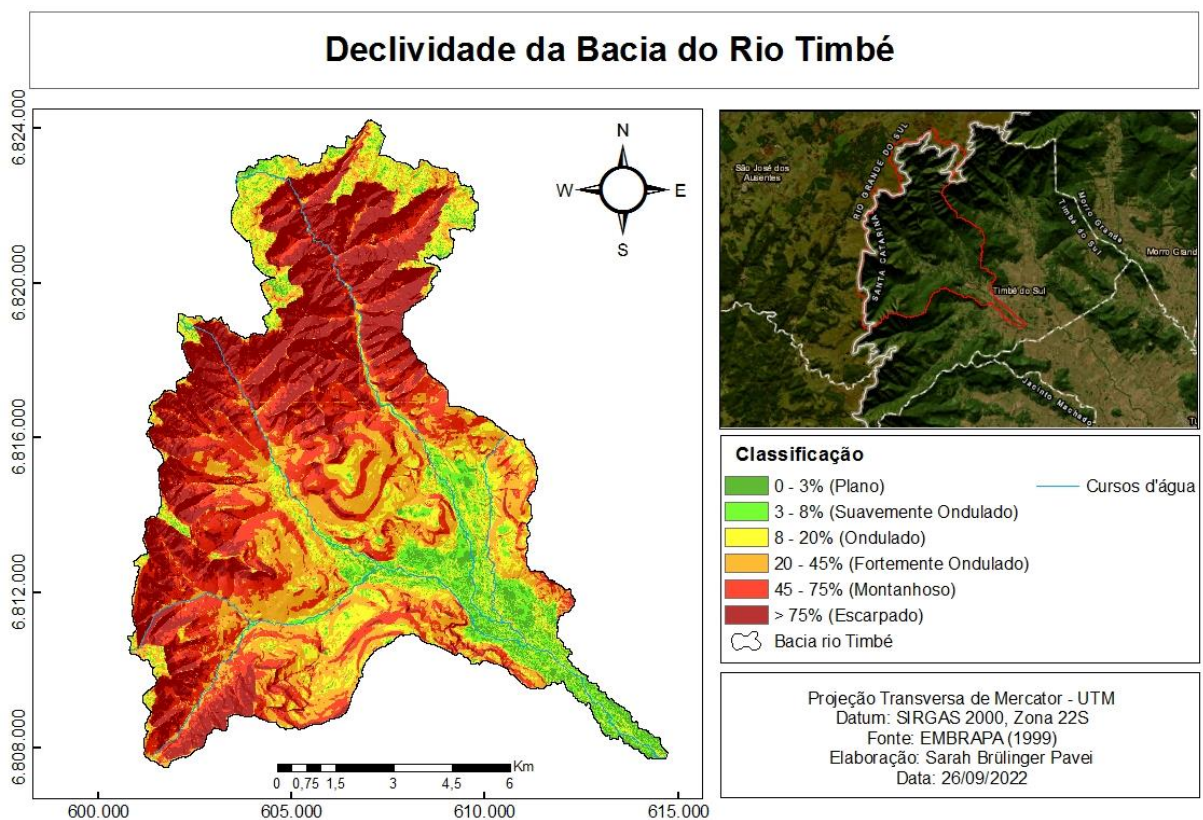 Declividade da Bacia do Rio Timbé
6.824.000
6.820.000
6.816.000
6.812.000
6.808.000
N
W
E
S
Km
0 0,75 1,5 3 4,5 6
600.000 605.000 610.000 615.000
São José dos
Ausentes
RIO GRANDE DO SUL
SANTA CATARINA
Morro Grande
Timbé do Sul
Morro Grand
Timbé do Sul
Jacinto Machado
Classificação
0 - 3% (Plano)
3 - 8% (Suavemente Ondulado)
8 - 20% (Ondulado)
20 - 45% (Fortemente Ondulado)
45 - 75% (Montanhoso)
> 75% (Escarpado)
Bacia rio Timbé
Cursos d'água
Projeção Transversa de Mercator - UTM
Datum: SIRGAS 2000, Zona 22S
Fonte: EMBRAPA (1999)
Elaboração: Sarah Brülinger Pavei
Data: 26/09/2022